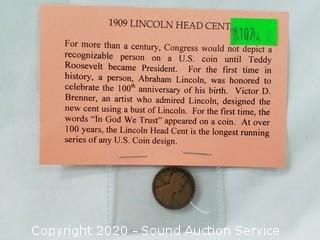 1909 LINCOLN HEAD CENT
1107
For more than a century, Congress would not depict a
recognizable person on a U.S. coin until Teddy
Roosevelt became President. For the first time in
history, a person, Abraham Lincoln, was honored to
celebrate the 100th anniversary of his birth. Victor D.
Brenner, an artist who admired Lincoln, designed the
new cent using a bust of Lincoln. For the first time, the
words "In God We Trust" appeared on a coin. At over
100 years, the Lincoln Head Cent is the longest running
series of any U.S. Coin design.
Copyright 2020 - Sound Auction Service